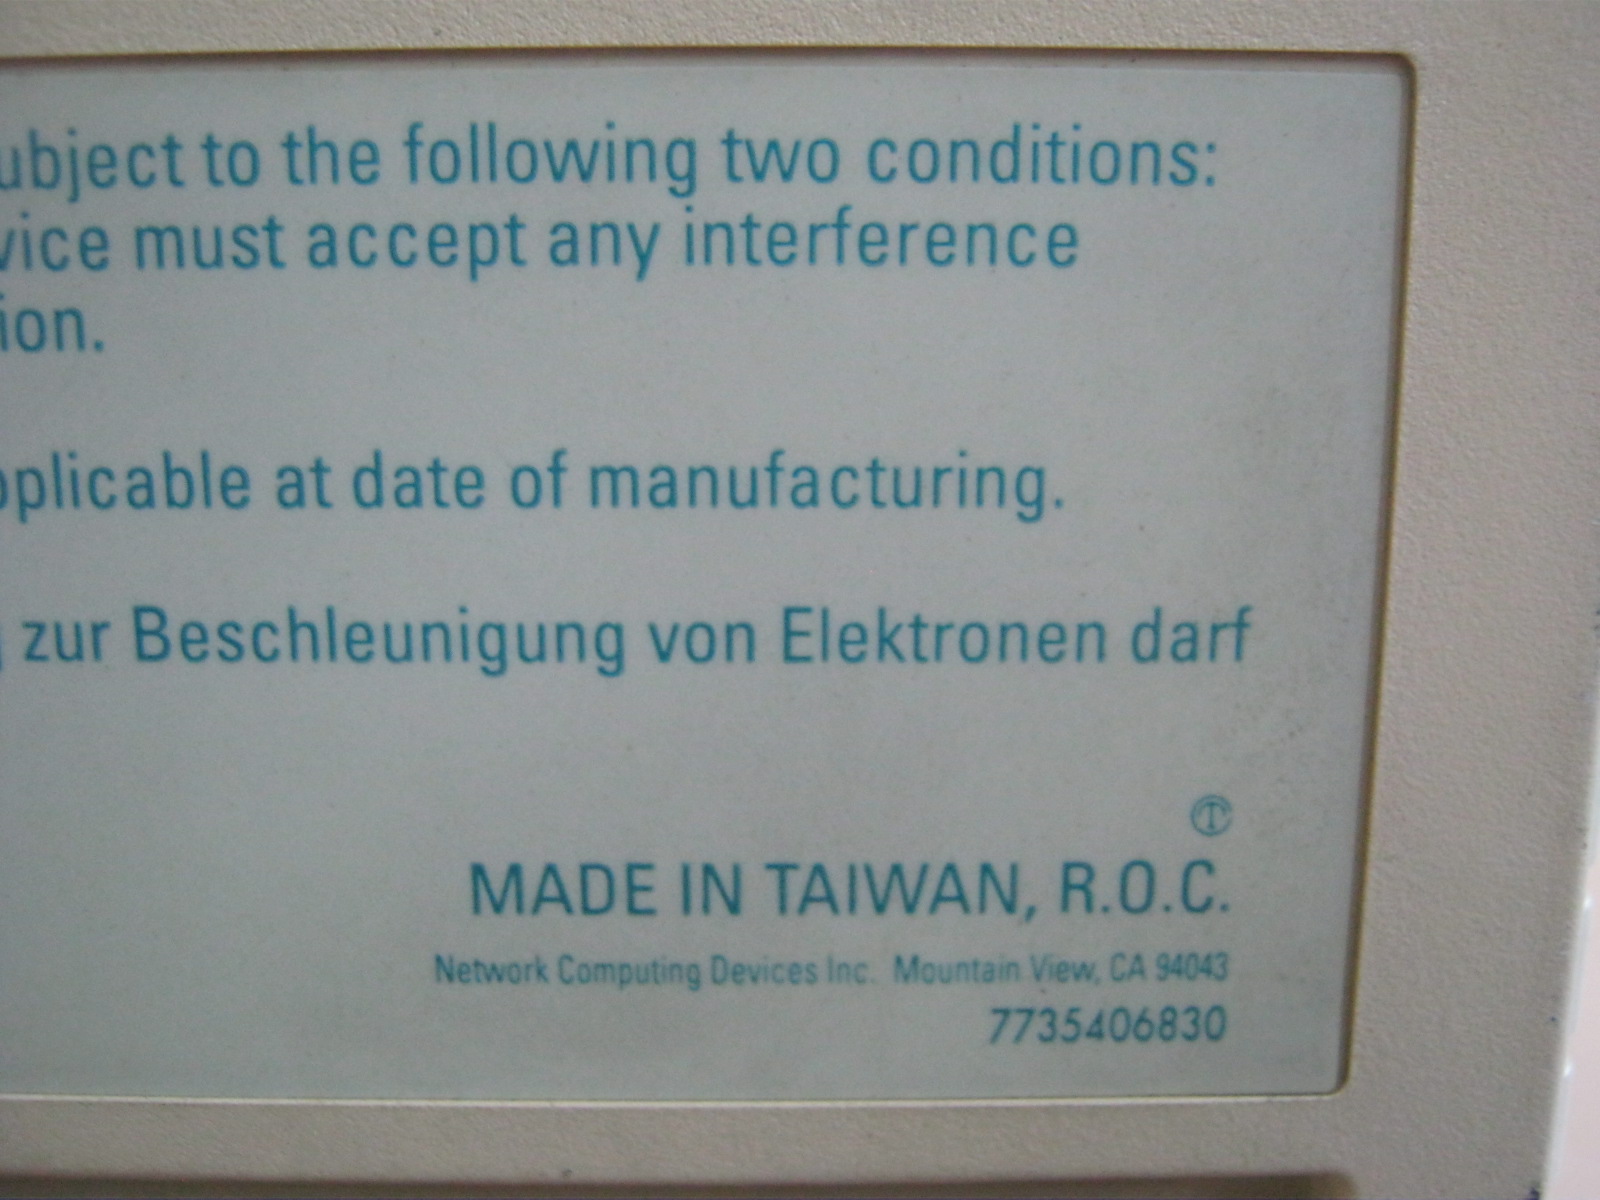 ubject to the following two conditions:
vice must accept any interference
ion.
pplicable at date of manufacturing.
zur Beschleunigung von Elektronen darf
MADE IN TAIWAN, R.O.C.
Network Computing Devices Inc. Mountain View, CA 94043
7735406830